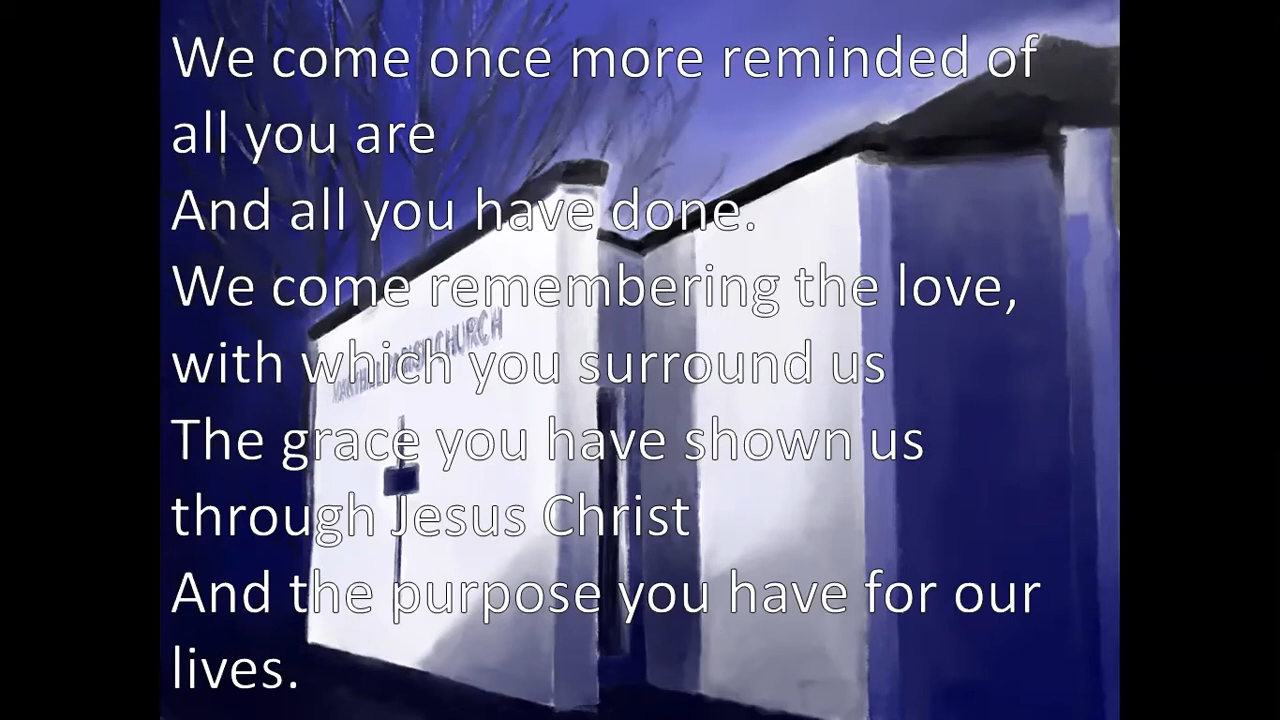 We come once more reminded of
all you are
And all you have done.
We come remembering the love,
with which you surround us
The grace you have shown us
through Jesus Christ
And the purpose you have for our
lives.
PARISH CHURCH